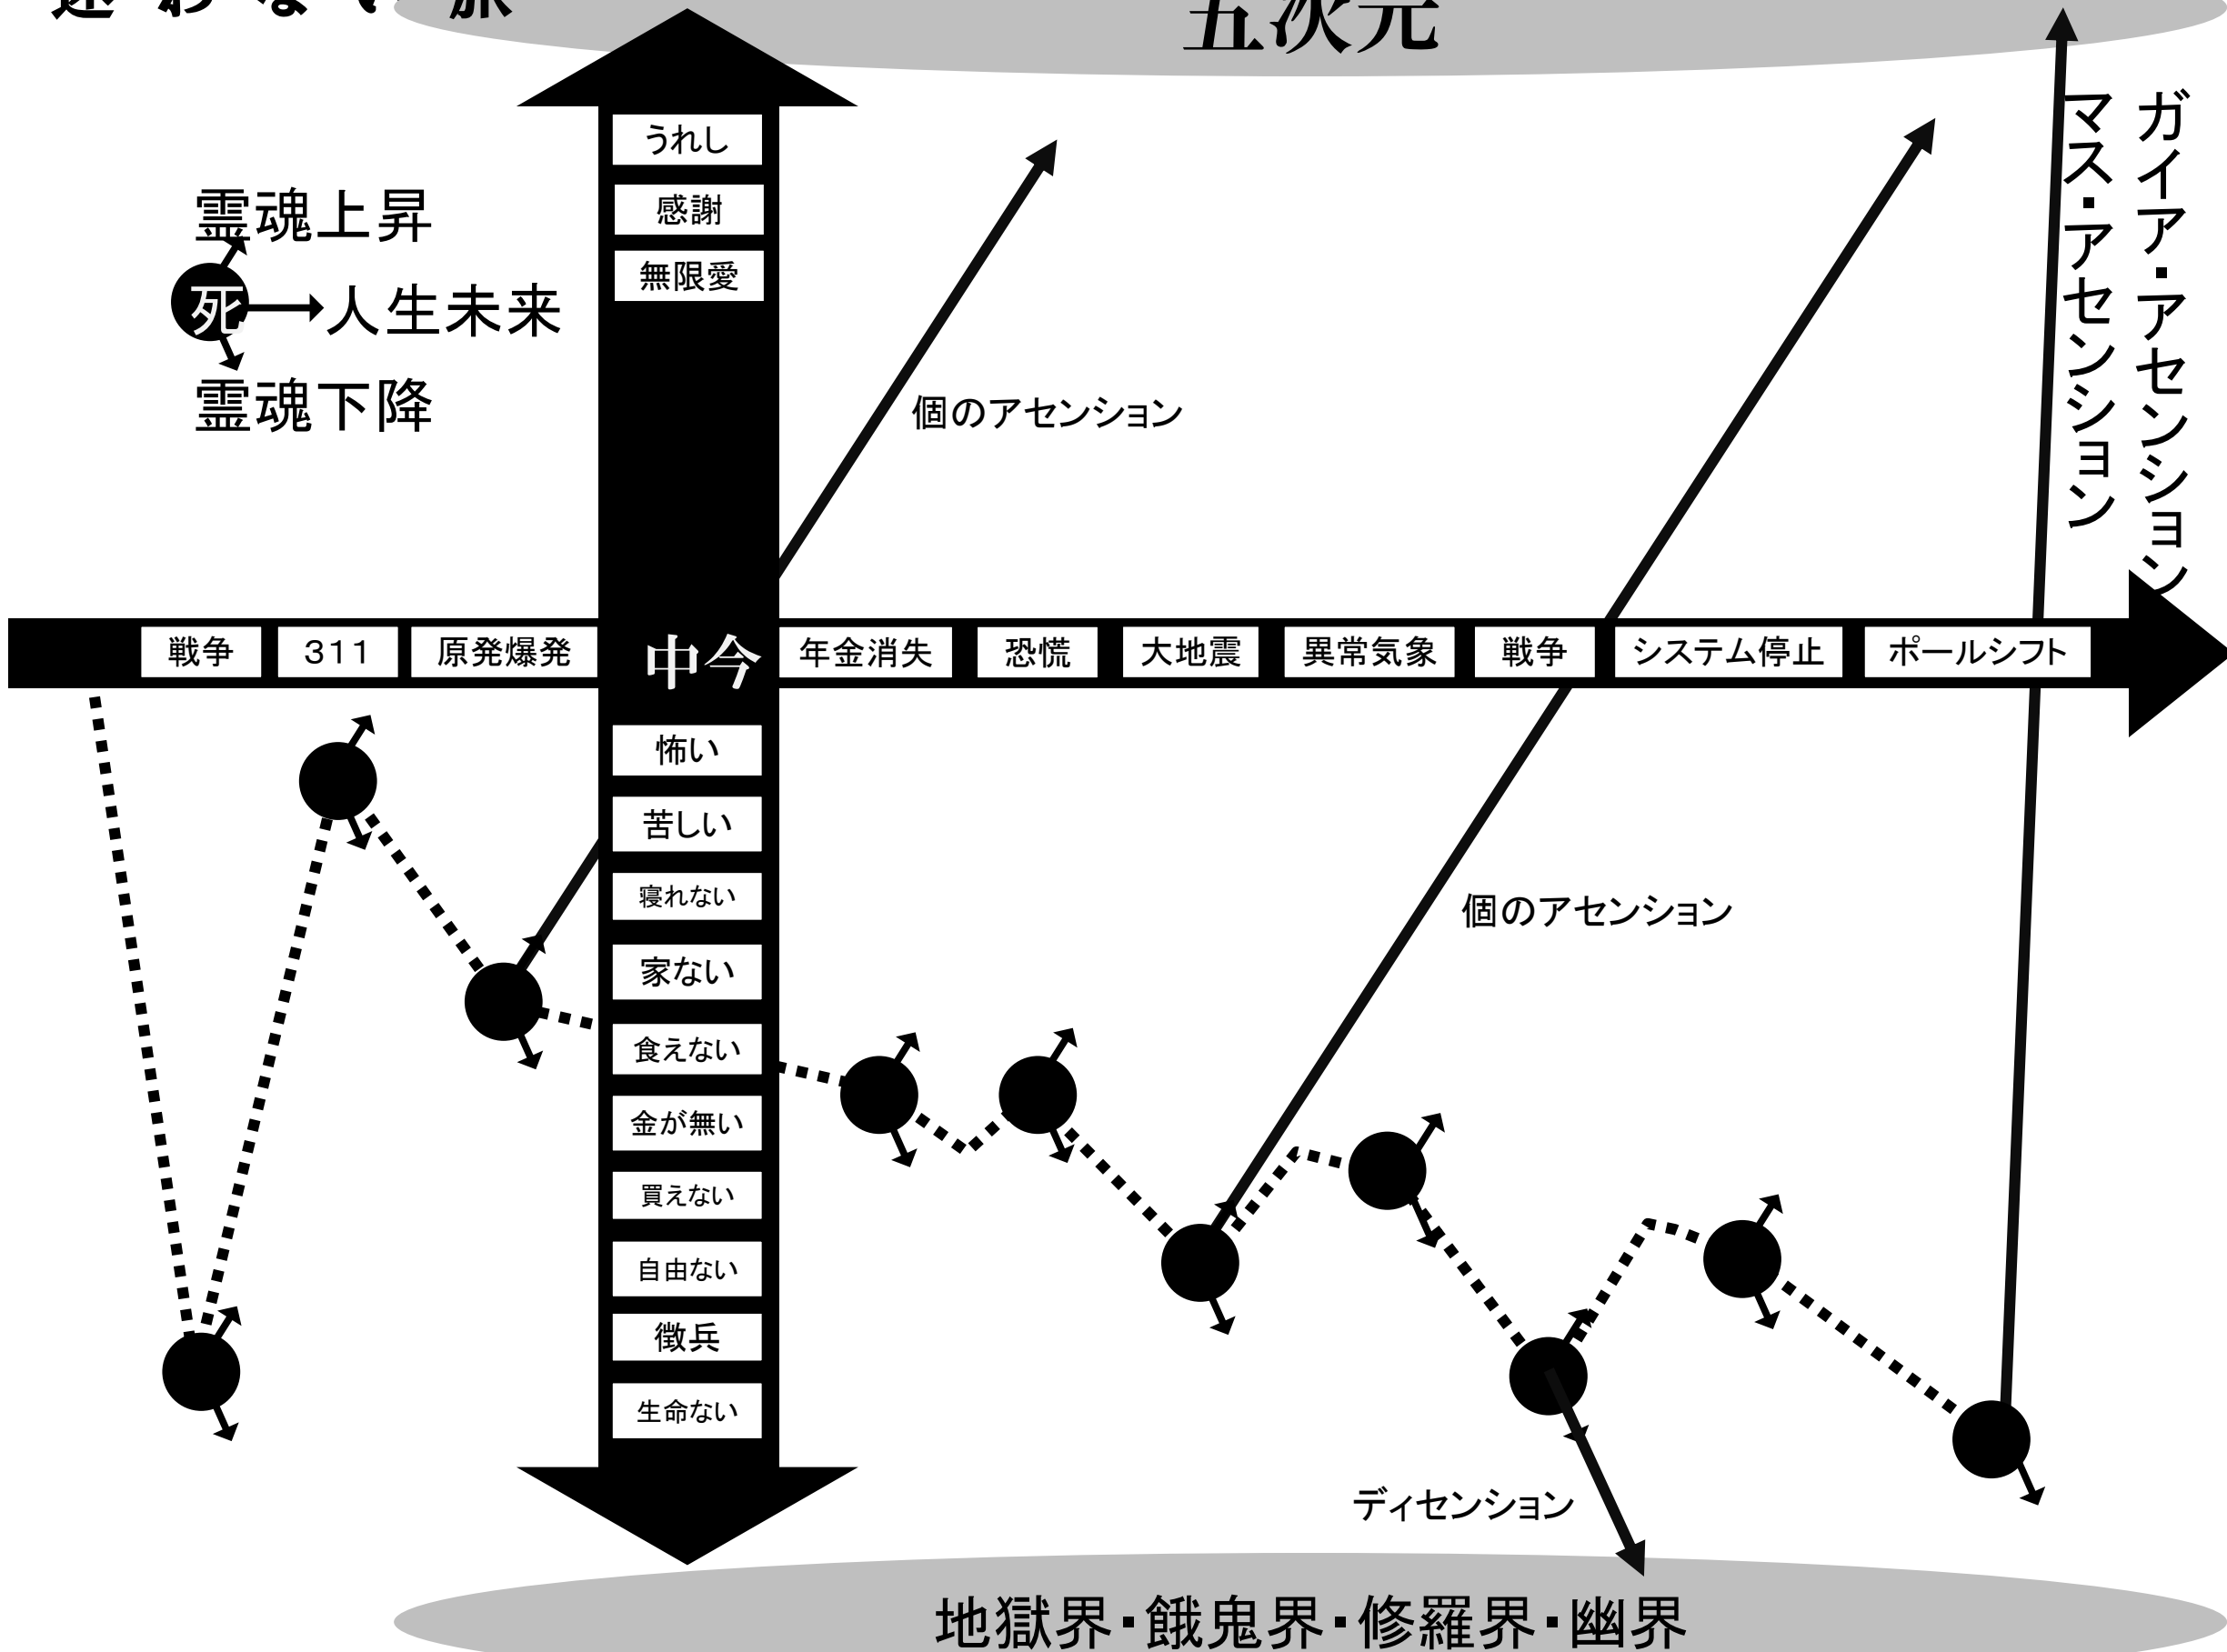 五次元
うれし
感謝
無限愛
霊魂上昇
死
人生未来
霊魂下降
個のアセンション
マス・アセンション
ガイア・アセンション
戦争
311
原発爆発
中今
年金消失
恐慌
大地震
異常気象
戦争
システム停止
ポールシフト
怖い
苦しい
寝れない
家ない
食えない
金が無い
買えない
自由ない
徴兵
生命ない
個のアセンション
ディセンション
地獄界・餓鬼界・修羅界・幽界